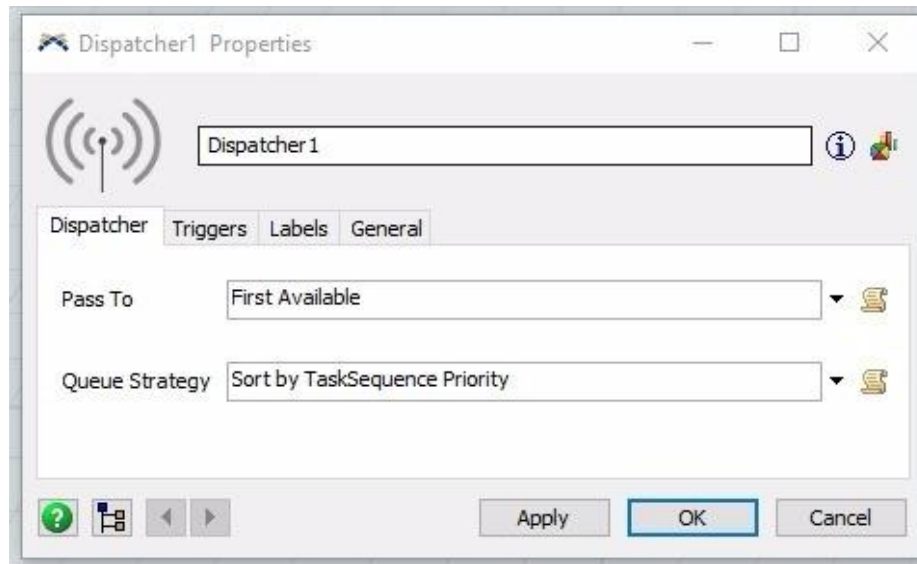 Dispatcher1 Properties
Dispatcher1
Dispatcher Triggers Labels General
Pass To First Available
Queue Strategy Sort by TaskSequence Priority
Apply OK Cancel